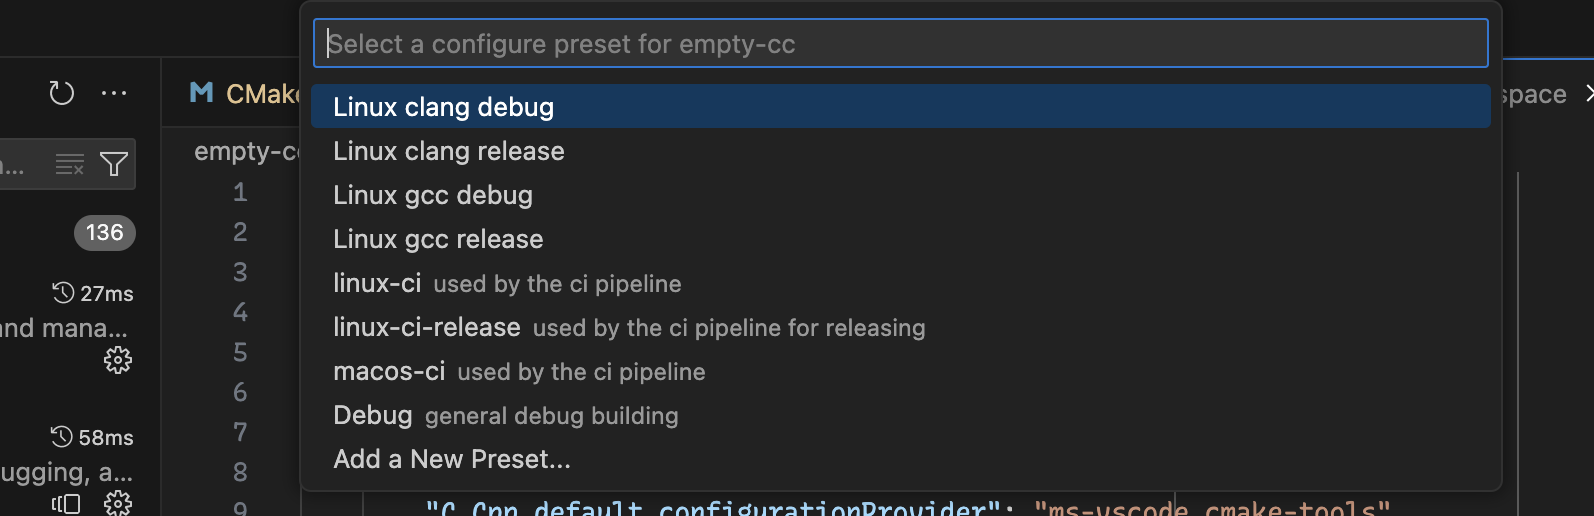 Select a configure preset for empty-cc
CMake
space
Linux clang debug
empty-cc
Linux clang release
1
Linux gcc debug
2
136
Linux gcc release
3
27ms
linux-ci used by the ci pipeline
4
and mana...
linux-ci-release used by the ci pipeline for releasing
5
macos-ci used by the ci pipeline
6
Debug general debug building
7
58ms
Add a New Preset...
8
ugging, a...
9
"C_Cpp.default.configurationProvider": "ms-vscode.cmake-tools"